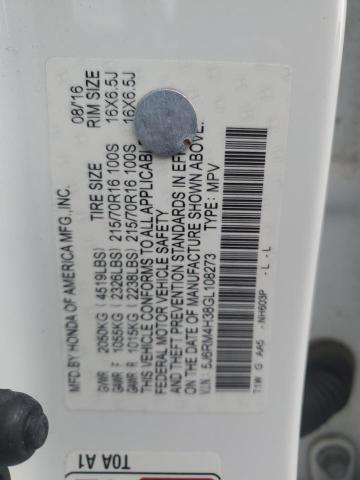 MFD.BY HONDA OF AMERICA MFG.,INC. 08/16
TIRE SIZE RIM SIZE
GVWR 2050KG (4519LBS)
GAWR F 1055KG (2326LBS) 215/70R16 100S 16X6.5J
GAWR R 1015KG (2238LBS) 215/70R16 100S 16X6.5J
THIS VEHICLE CONFORMS TO ALL APPLICABLE
FEDERAL MOTOR VEHICLE SAFETY
AND THEFT PREVENTION STANDARDS IN EF
ON THE DATE OF MANUFACTURE SHOWN ABOVE.
V.I.N.: 5J6RM4H38GL108273 TYPE: MPV
T1W G AA5 -NH603P - L - L
T0A A1